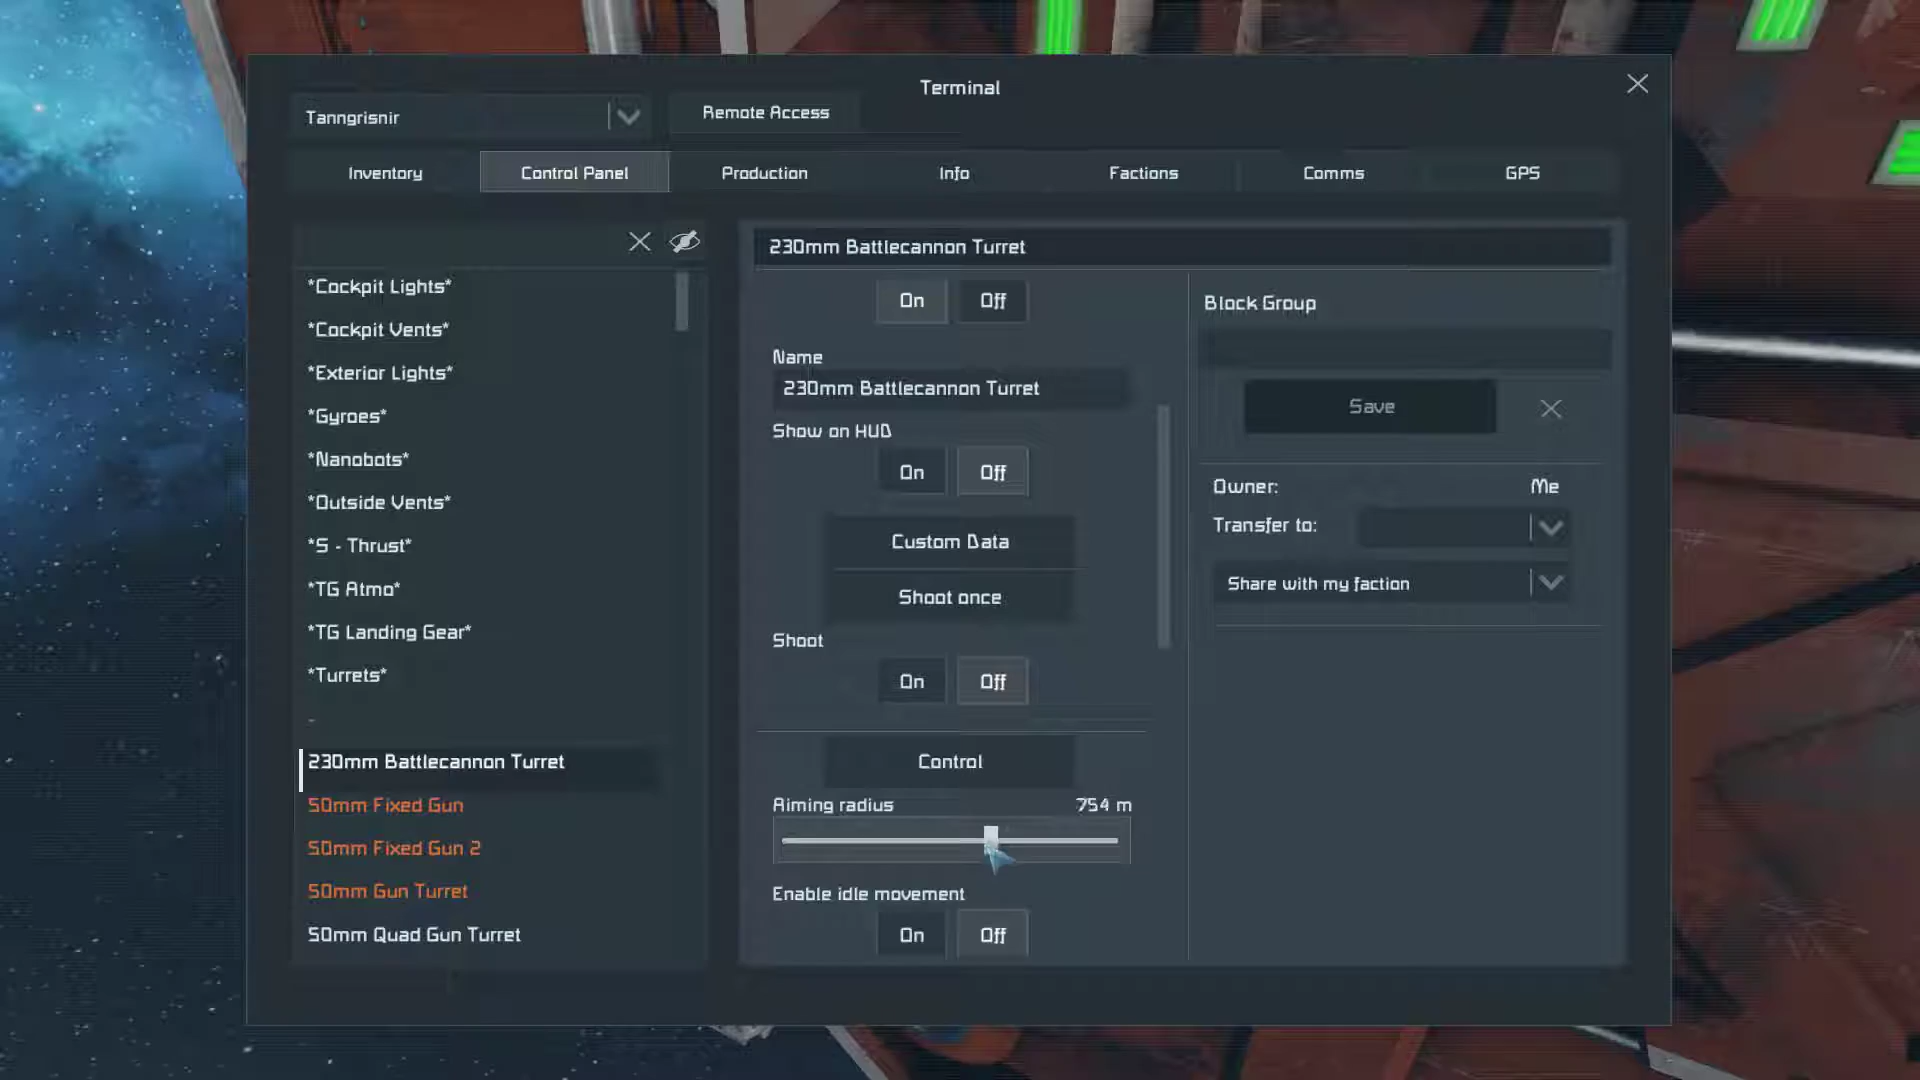 Terminal
Tanngrisnir
Remote Access
Inventory
Control Panel
Production
Info
Factions
Comms
GPS
*Cockpit Lights*
*Cockpit Vents*
*Exterior Lights*
*Gyroes*
*Nanobots*
*Outside Vents*
*S - Thrust*
*TG Atmo*
*TG Landing Gear*
*Turrets*
-
230mm Battlecannon Turret
50mm Fixed Gun
50mm Fixed Gun 2
50mm Gun Turret
50mm Quad Gun Turret
230mm Battlecannon Turret
On Off
Name
230mm Battlecannon Turret
Show on HUD
On Off
Custom Data
Shoot once
Shoot
On Off
Control
Aiming radius 754 m
Enable idle movement
On Off
Block Group
Save
Owner: Me
Transfer to:
Share with my faction